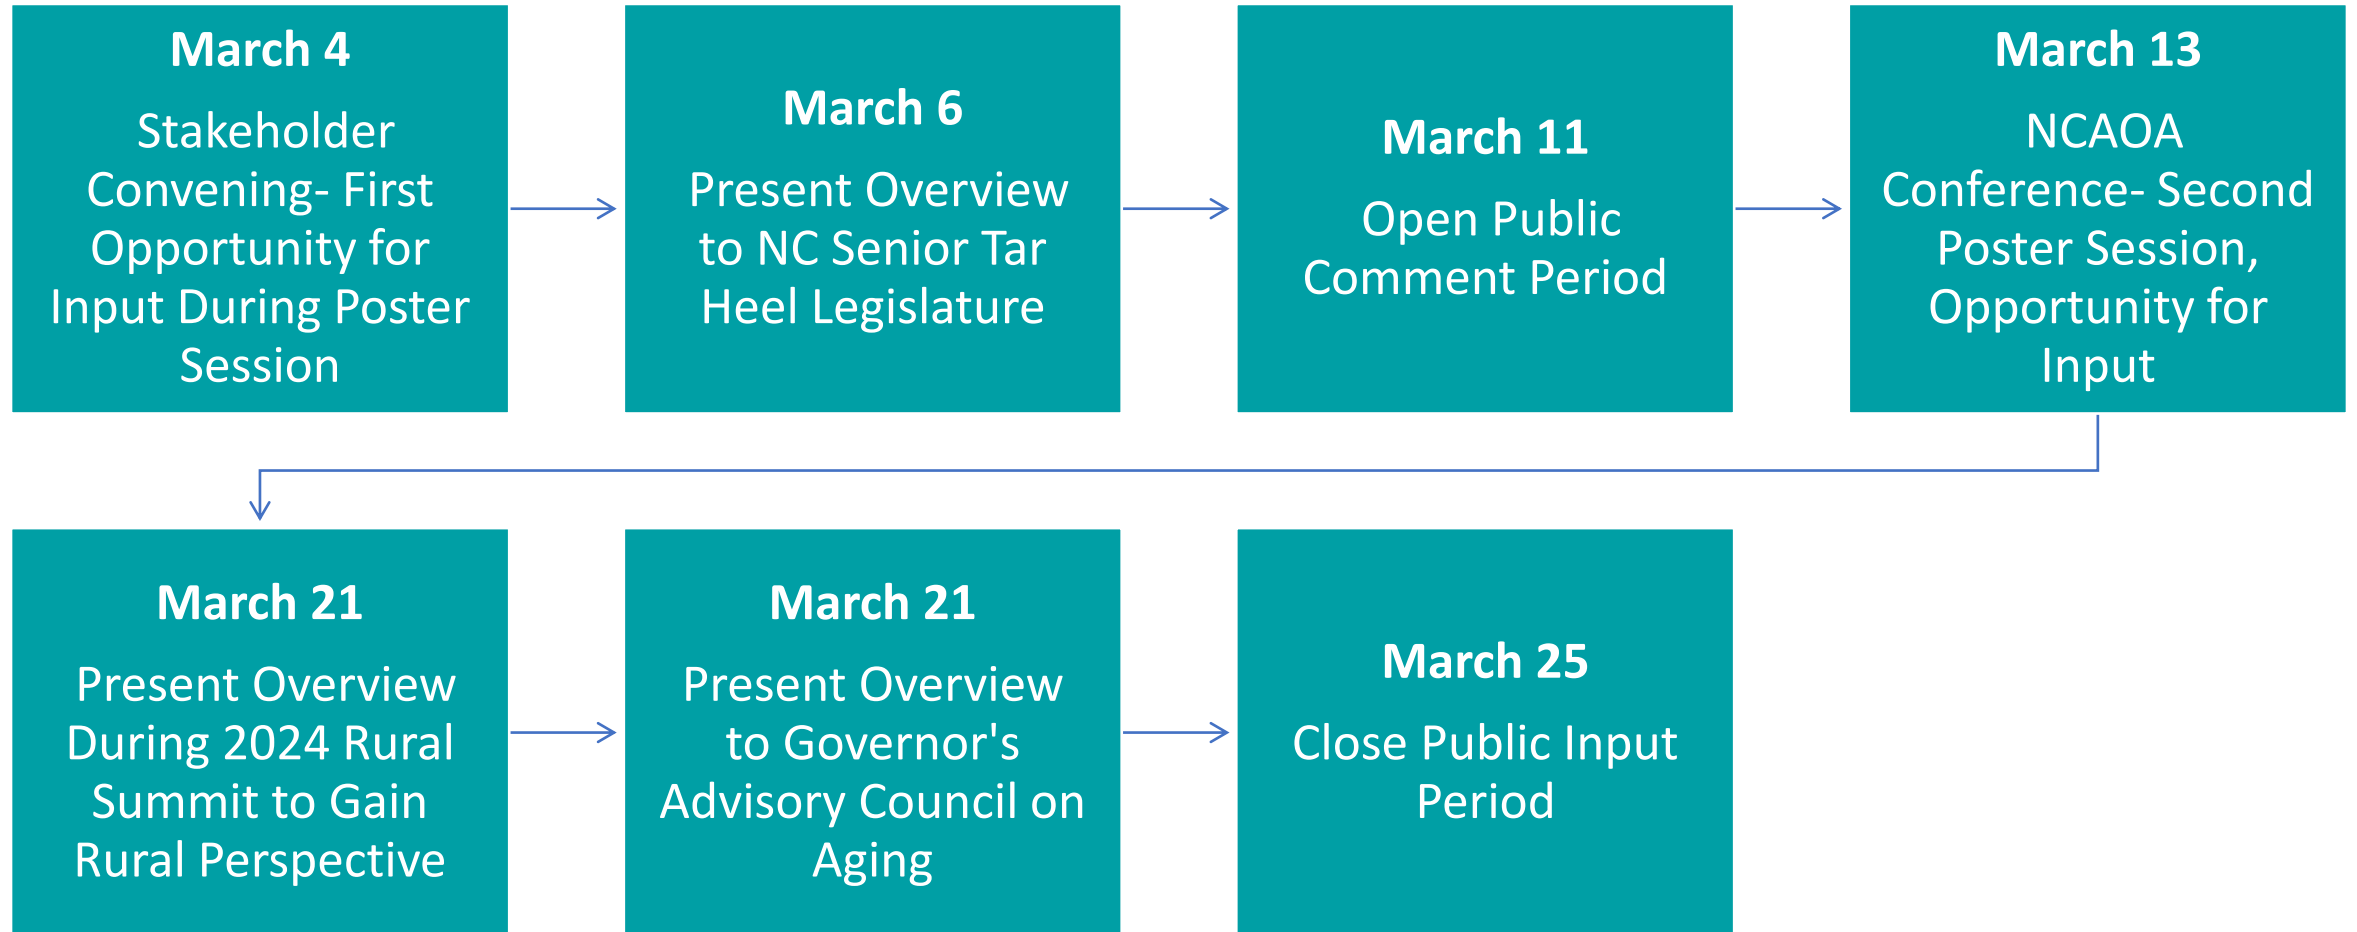 March 4
Stakeholder
Convening- First
Opportunity for
Input During Poster
Session
March 6
Present Overview
to NC Senior Tar
Heel Legislature
March 11
Open Public
Comment Period
March 13
NCAOA
Conference- Second
Poster Session,
Opportunity for
Input
March 21
Present Overview
During 2024 Rural
Summit to Gain
Rural Perspective
March 21
Present Overview
to Governor's
Advisory Council on
Aging
March 25
Close Public Input
Period